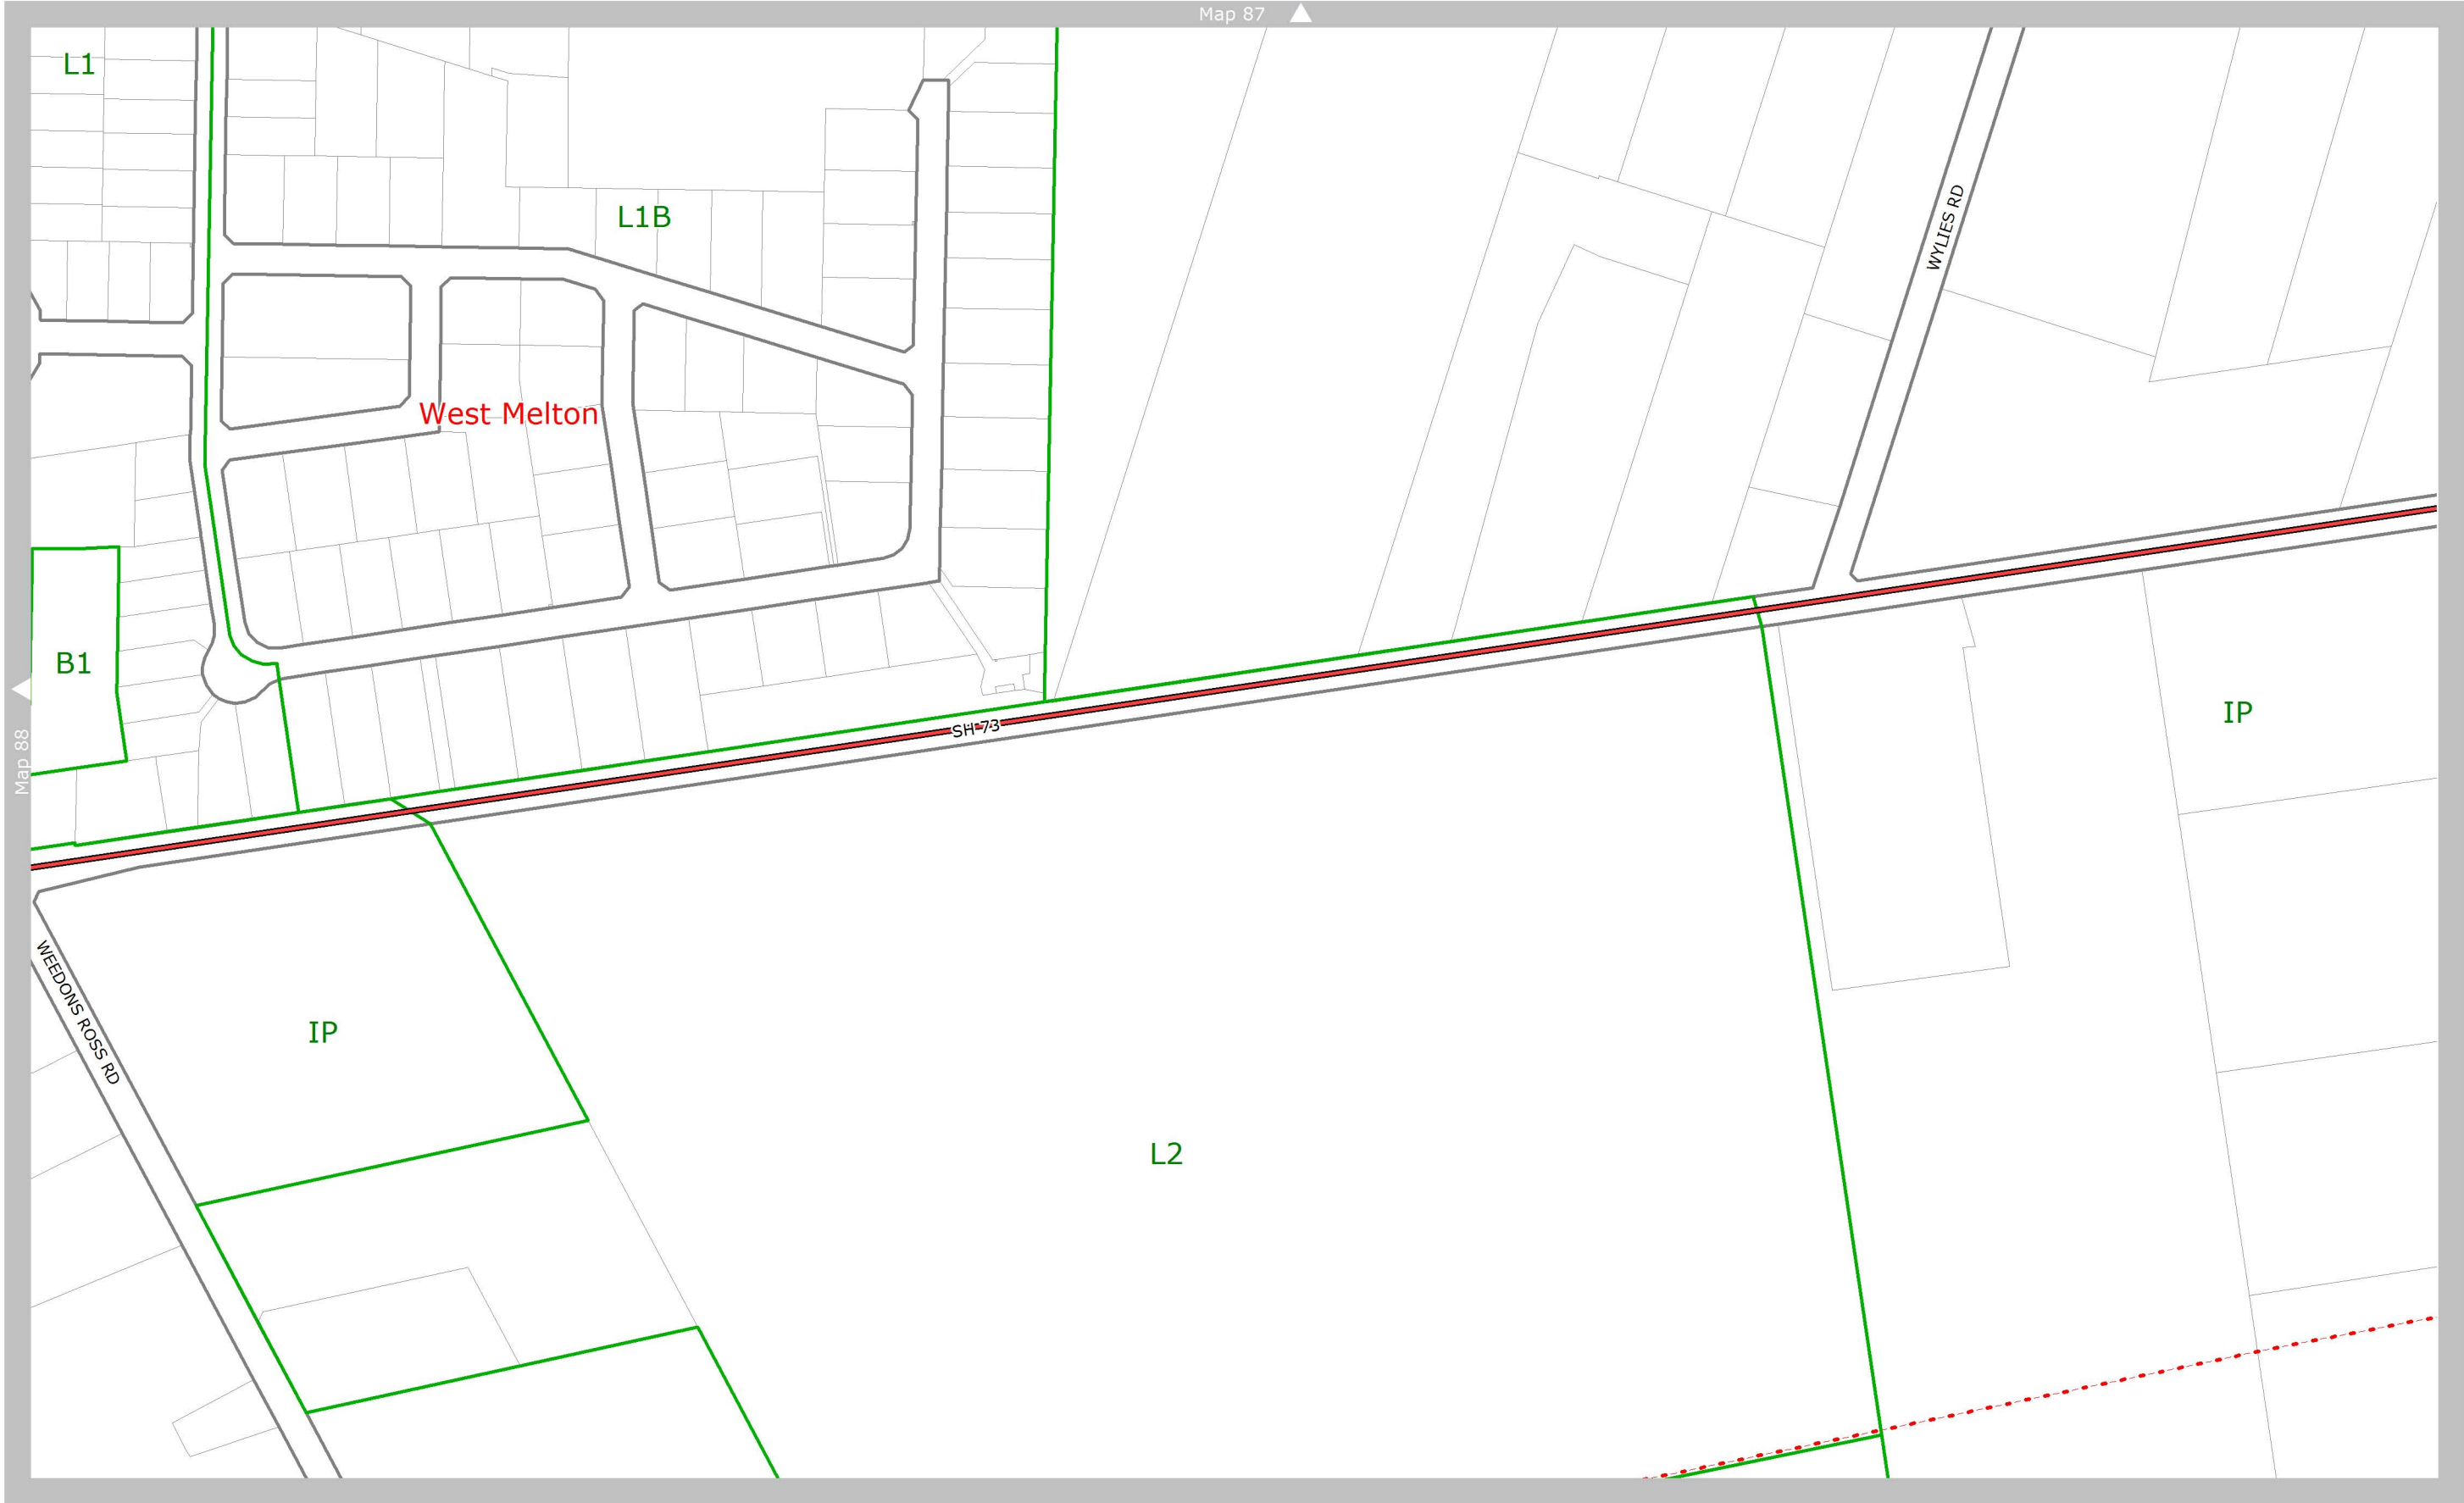 Map 87
L1
L1B
WYLIES RD
West Melton
B1
IP
SH 73
Map 88
WEEDONS ROSS RD
IP
L2